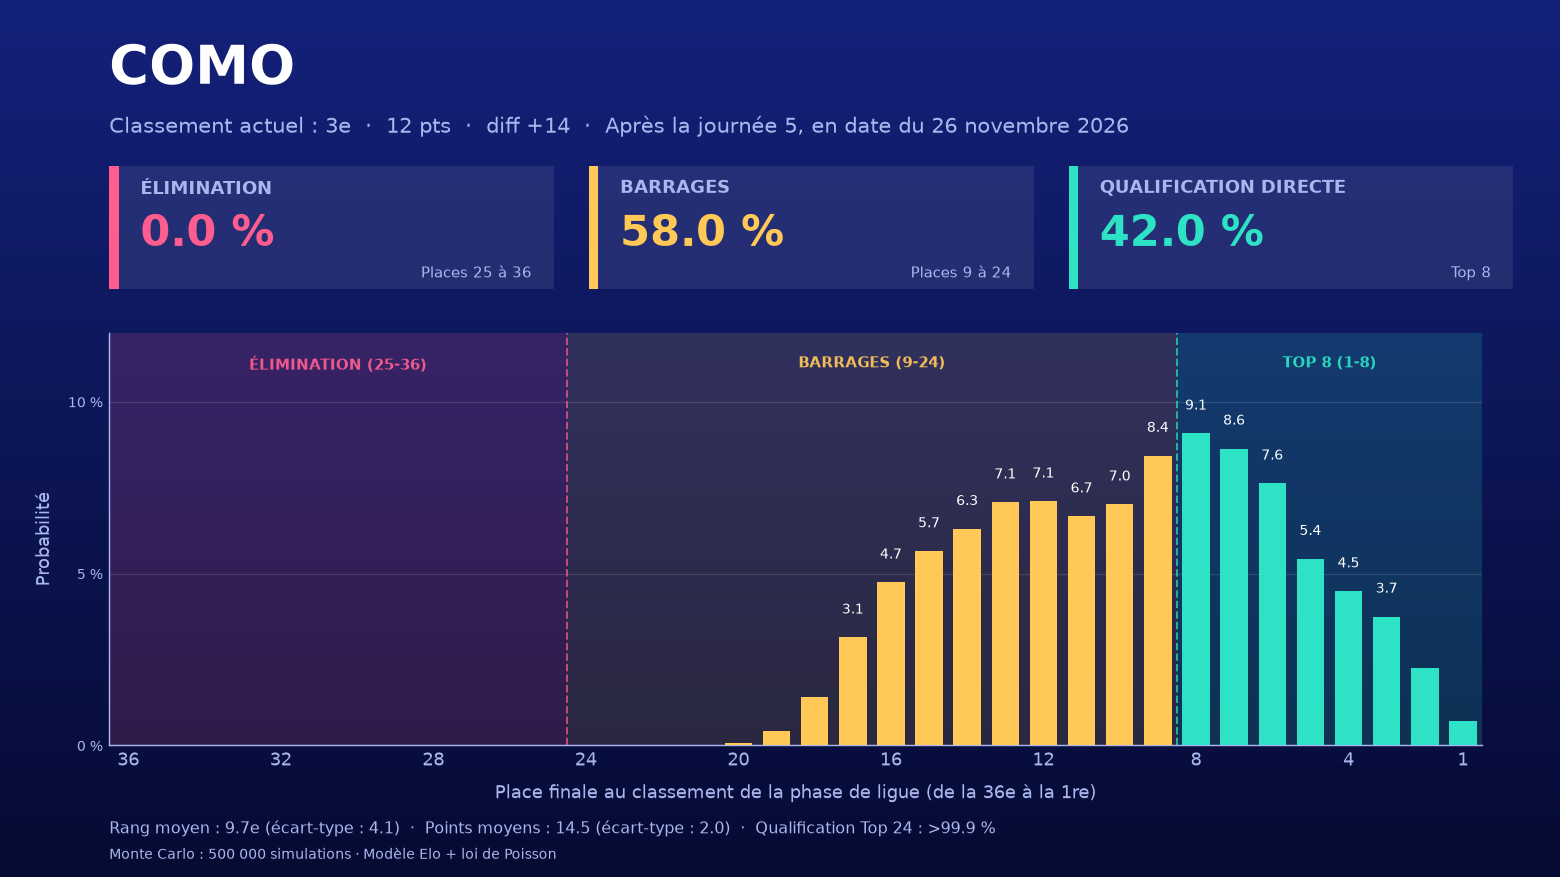 COMO
Classement actuel : 3e · 12 pts · diff +14 · Après la journée 5, en date du 26 novembre 2026
ÉLIMINATION
0.0 %
Places 25 à 36
BARRAGES
58.0 %
Places 9 à 24
QUALIFICATION DIRECTE
42.0 %
Top 8
ÉLIMINATION (25-36)
BARRAGES (9-24)
TOP 8 (1-8)
Probabilité
10 %
5 %
0 %
3.1
4.7
5.7
6.3
7.1
7.1
6.7
7.0
8.4
9.1
8.6
7.6
5.4
4.5
3.7
36 32 28 24 20 16 12 8 4 1
Place finale au classement de la phase de ligue (de la 36e à la 1re)
Rang moyen : 9.7e (écart-type : 4.1) · Points moyens : 14.5 (écart-type : 2.0) · Qualification Top 24 : >99.9 %
Monte Carlo : 500 000 simulations · Modèle Elo + loi de Poisson